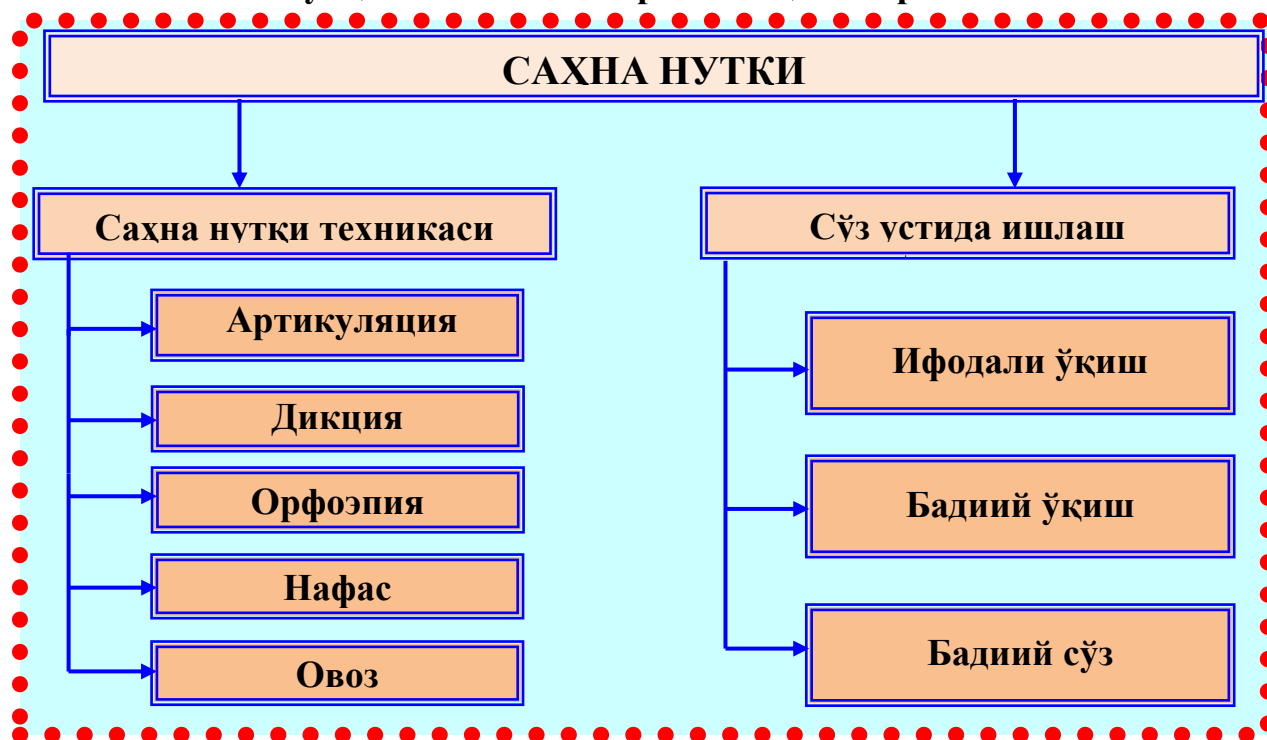 САҲНА НУТҚИ
Саҳна нутқи техникаси
Сўз устида ишлаш
Артикуляция
Дикция
Орфоэпия
Нафас
Овоз
Ифодали ўқиш
Бадиий ўқиш
Бадиий сўз